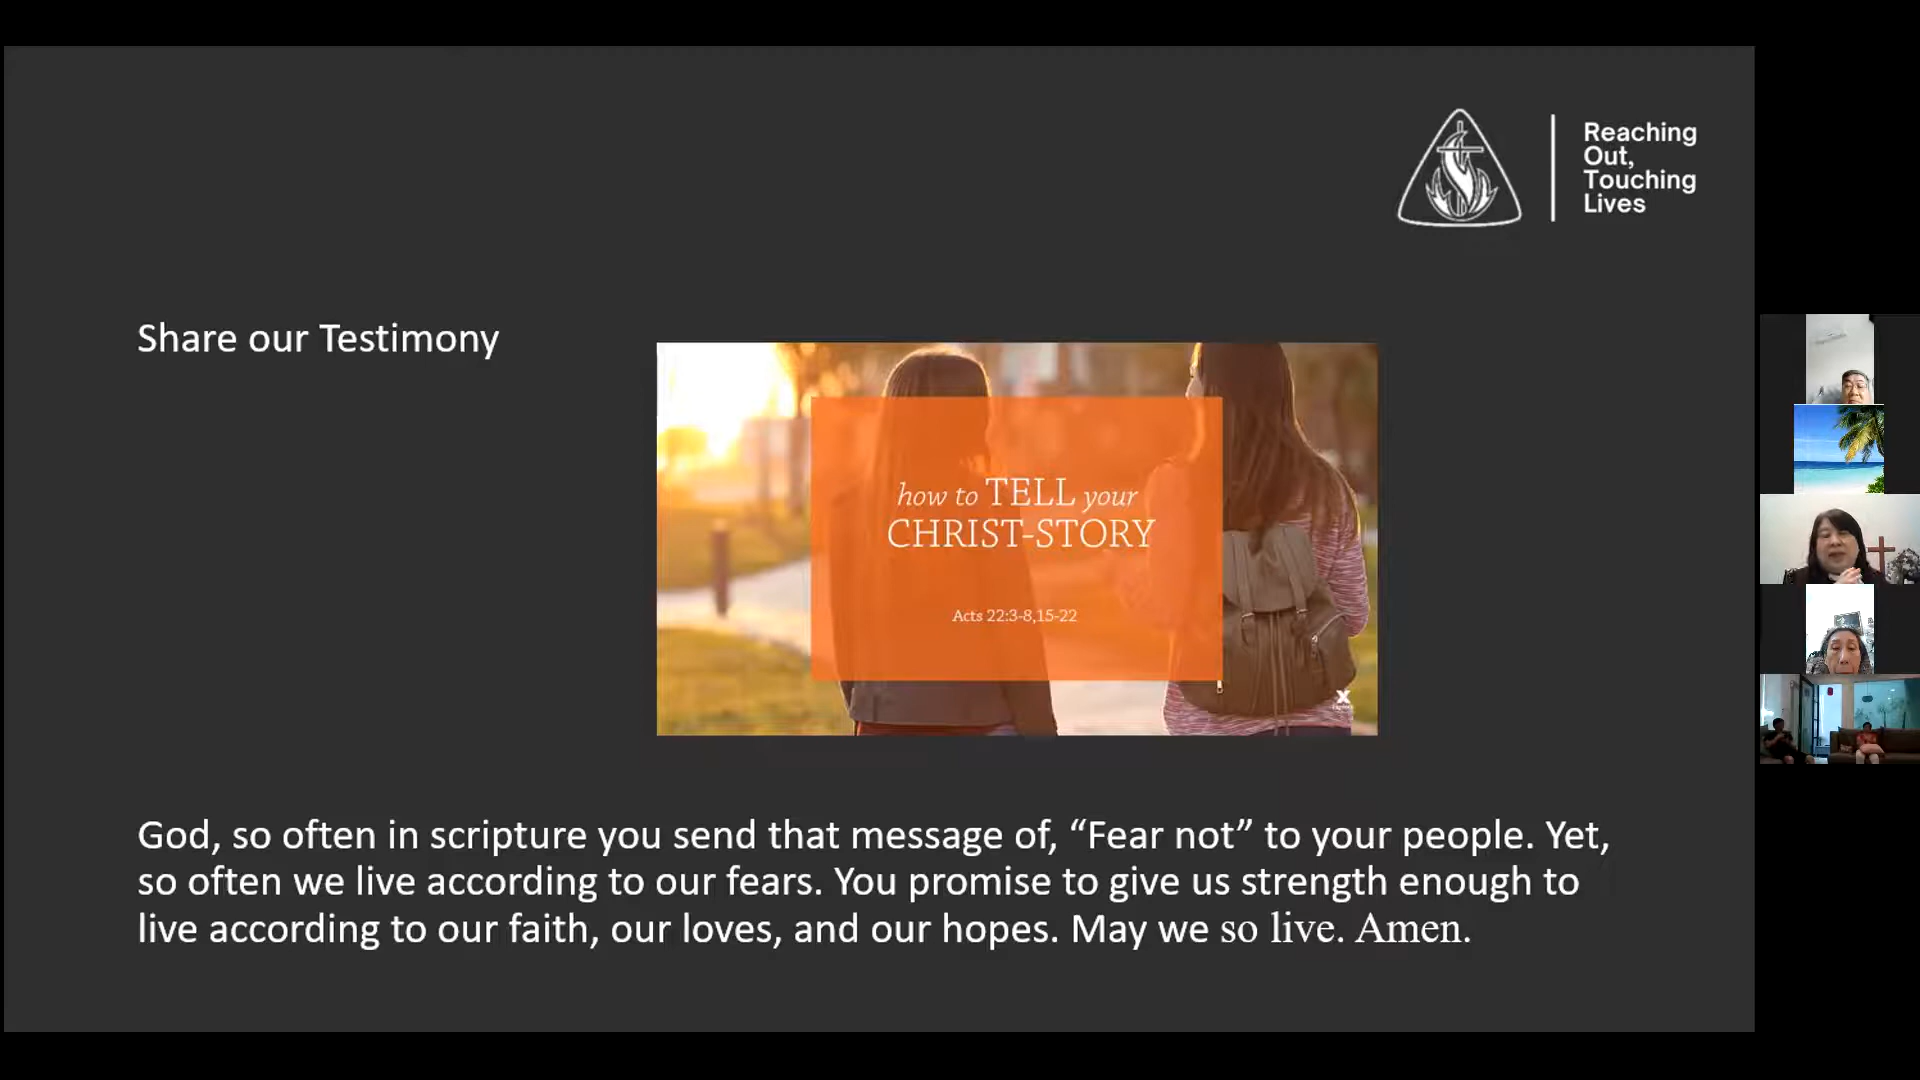 Reaching
Out,
Touching
Lives
Share our Testimony
how to TELL your
CHRIST-STORY
Acts 22:3-8,15-22
God, so often in scripture you send that message of, “Fear not” to your people. Yet,
so often we live according to our fears. You promise to give us strength enough to
live according to our faith, our loves, and our hopes. May we so live. Amen.